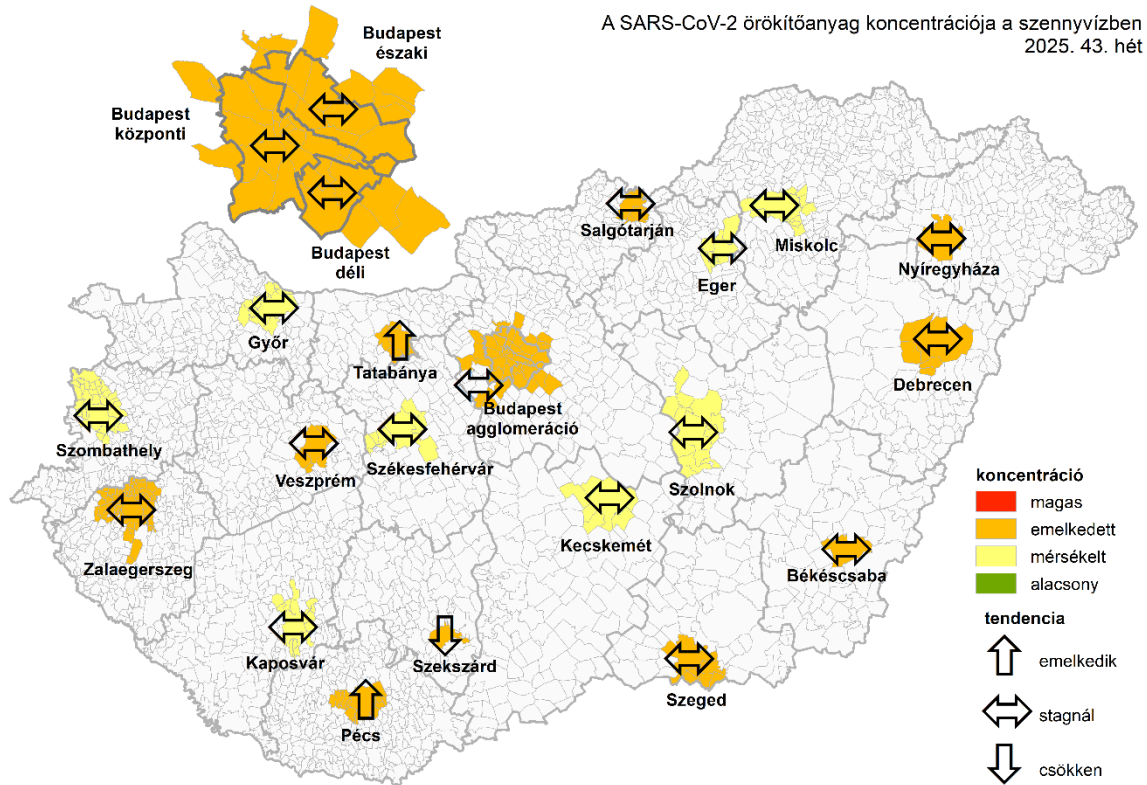 A SARS-CoV-2 örökítőanyag koncentrációja a szennyvízben
2025. 43. hét
Budapest
északi
Budapest
központi
Budapest
déli
Salgótarján
Miskolc
Eger
Nyíregyháza
Győr
Tatabánya
Budapest
agglomeráció
Debrecen
Szombathely
Veszprém
Székesfehérvár
Szolnok
Kecskemét
Zalaegerszeg
Békéscsaba
Kaposvár
Szekszárd
Szeged
Pécs
koncentráció
magas
emelkedett
mérsékelt
alacsony
tendencia
emelkedik
stagnál
csökken